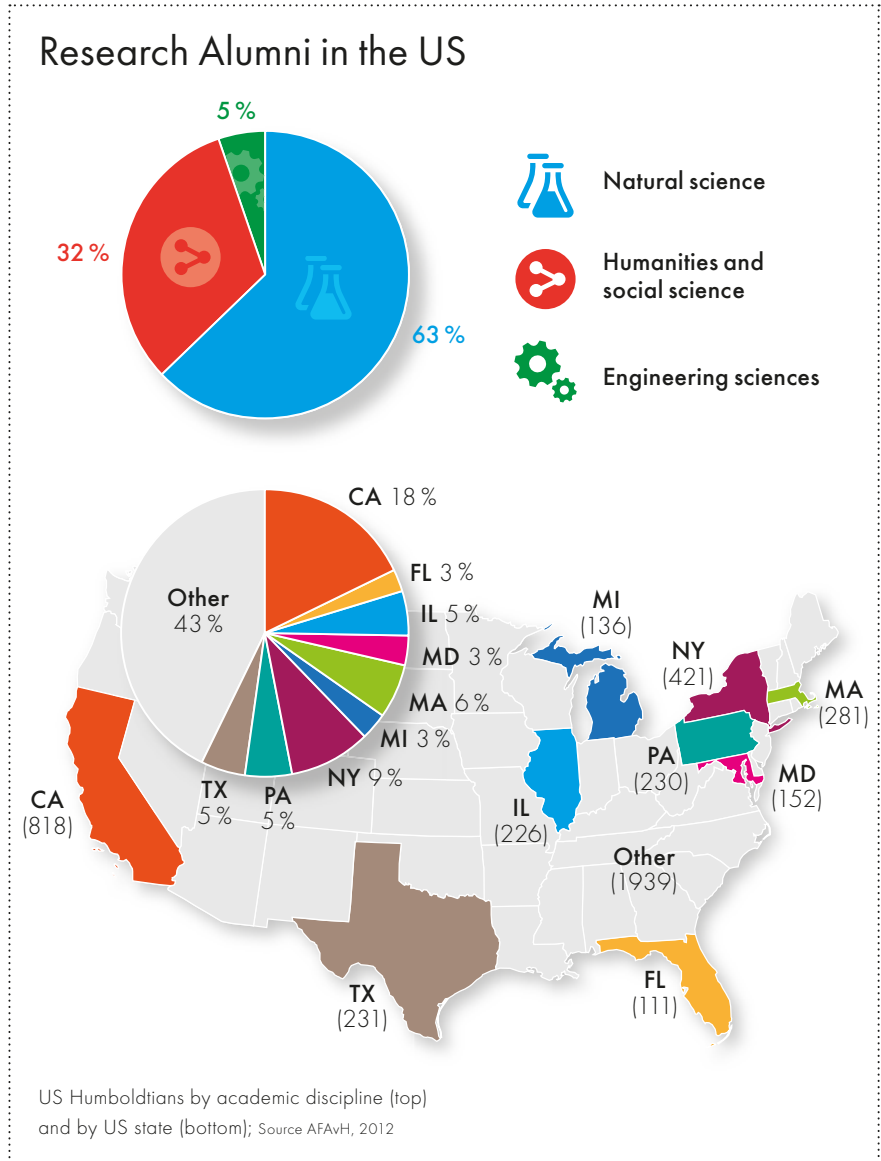 Research Alumni in the US
5 %
32 %
63 %
Natural science
Humanities and
social science
Engineering sciences
CA 18 %
FL 3 %
IL 5 %
MD 3 %
MA 6 %
MI 3 %
NY 9 %
PA
5 %
TX
5 %
Other
43 %
MI
(136)
NY
(421)
MA
(281)
PA
(230)
MD
(152)
CA
(818)
IL
(226)
Other
(1939)
TX
(231)
FL
(111)
US Humboldtians by academic discipline (top)
and by US state (bottom); Source AFAvH, 2012